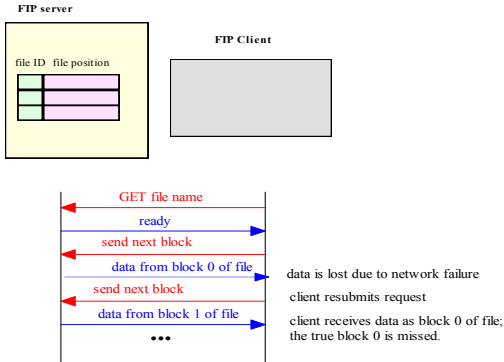 FTP server
FTP Client
file ID file position
GET file name
ready
send next block
data from block 0 of file
data is lost due to network failure
send next block
client resubmits request
data from block 1 of file
client receives data as block 0 of file;
the true block 0 is missed.
...